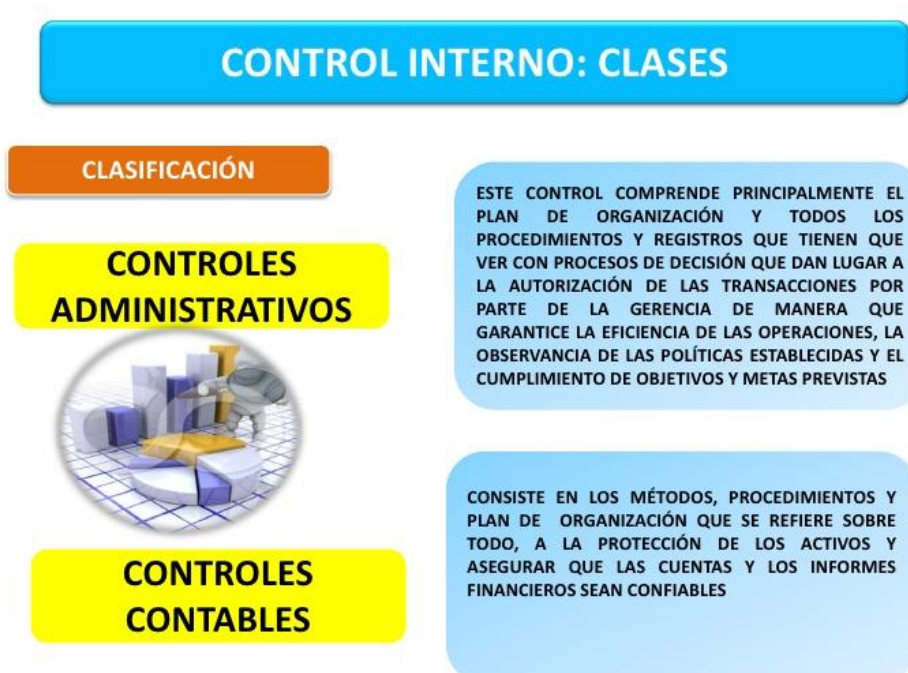 CONTROL INTERNO: CLASES
CLASIFICACIÓN
CONTROLES
ADMINISTRATIVOS
ESTE CONTROL COMPRENDE PRINCIPALMENTE EL
PLAN DE ORGANIZACIÓN Y TODOS LOS
PROCEDIMIENTOS Y REGISTROS QUE TIENEN QUE
VER CON PROCESOS DE DECISIÓN QUE DAN LUGAR A
LA AUTORIZACIÓN DE LAS TRANSACCIONES POR
PARTE DE LA GERENCIA DE MANERA QUE
GARANTICE LA EFICIENCIA DE LAS OPERACIONES, LA
OBSERVANCIA DE LAS POLÍTICAS ESTABLECIDAS Y EL
CUMPLIMIENTO DE OBJETIVOS Y METAS PREVISTAS
CONTROLES
CONTABLES
CONSISTE EN LOS MÉTODOS, PROCEDIMIENTOS Y
PLAN DE ORGANIZACIÓN QUE SE REFIERE SOBRE
TODO, A LA PROTECCIÓN DE LOS ACTIVOS Y
ASEGURAR QUE LAS CUENTAS Y LOS INFORMES
FINANCIEROS SEAN CONFIABLES